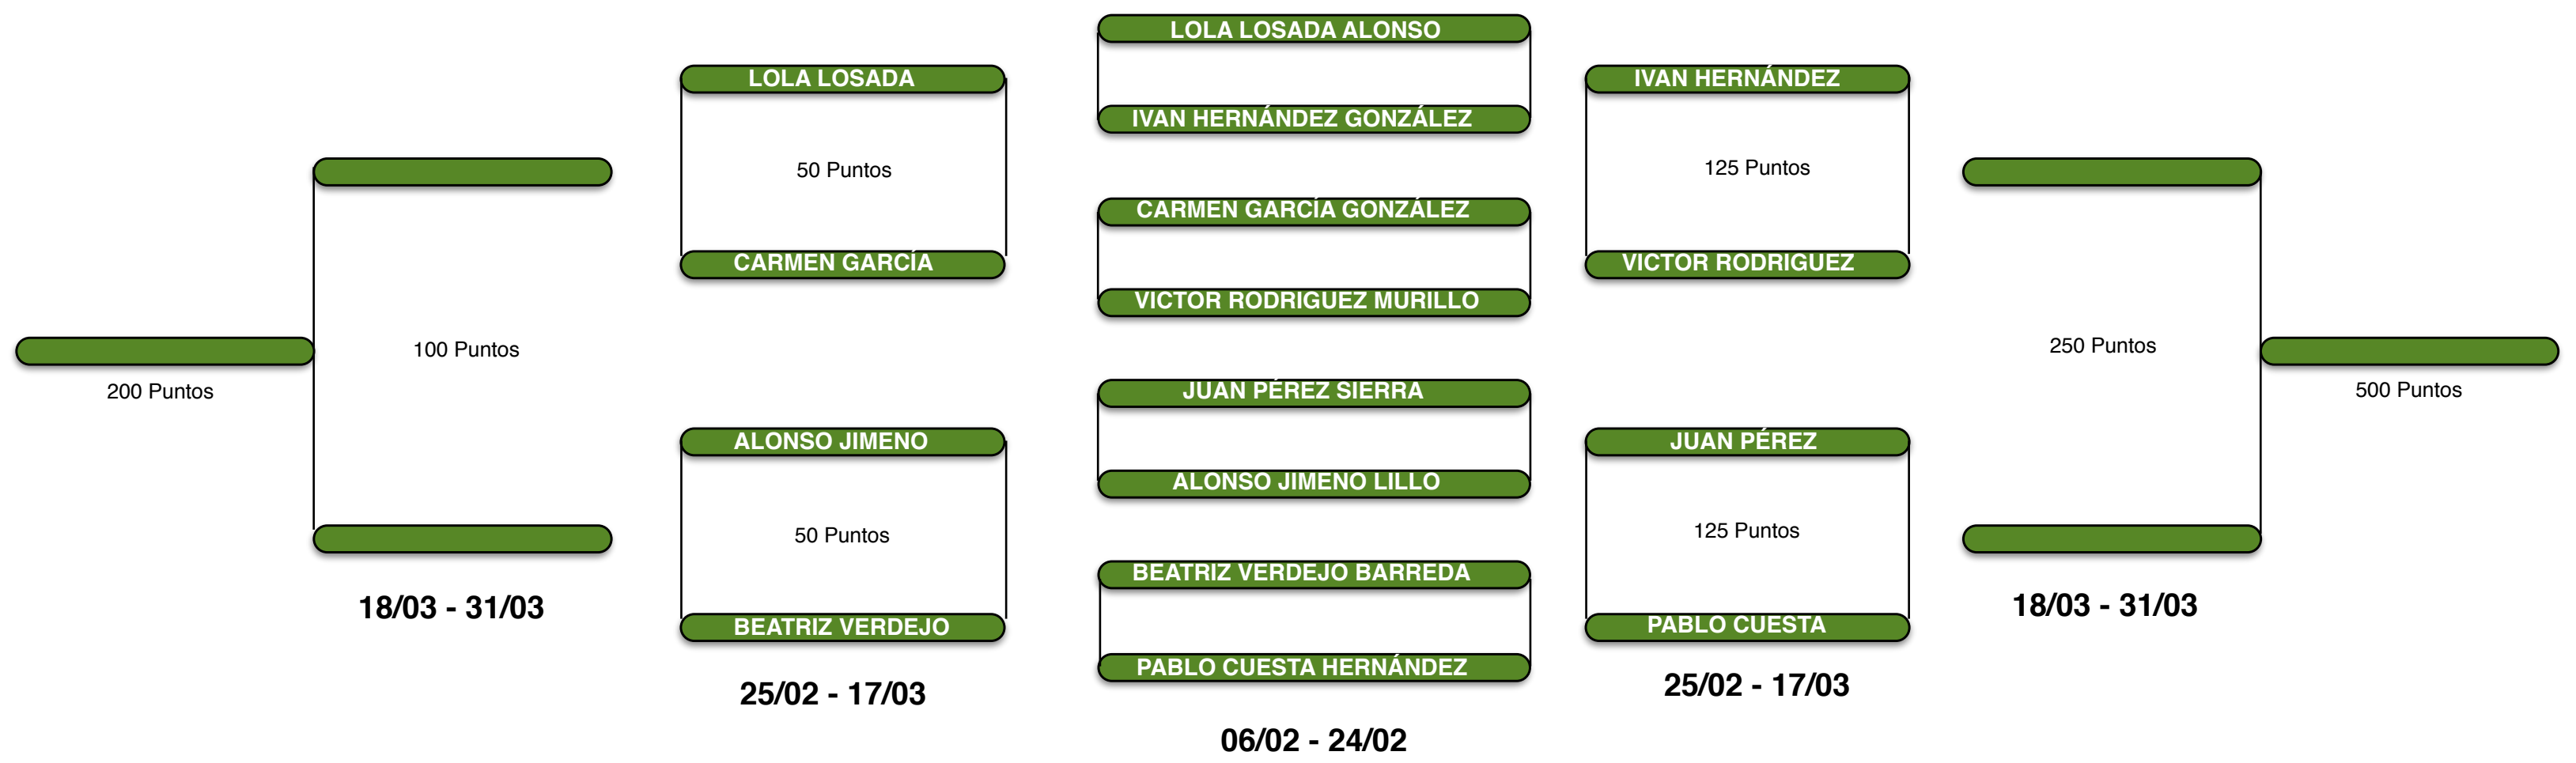 LOLA LOSADA ALONSO
LOLA LOSADA
IVAN HERNÁNDEZ
IVAN HERNÁNDEZ GONZÁLEZ
50 Puntos
125 Puntos
CARMEN GARCÍA GONZÁLEZ
CARMEN GARCÍA
VICTOR RODRIGUEZ
VICTOR RODRIGUEZ MURILLO
100 Puntos
250 Puntos
200 Puntos
JUAN PÉREZ SIERRA
500 Puntos
ALONSO JIMENO
JUAN PÉREZ
ALONSO JIMENO LILLO
50 Puntos
125 Puntos
BEATRIZ VERDEJO BARREDA
18/03 - 31/03
18/03 - 31/03
BEATRIZ VERDEJO
PABLO CUESTA
PABLO CUESTA HERNÁNDEZ
25/02 - 17/03
25/02 - 17/03
06/02 - 24/02